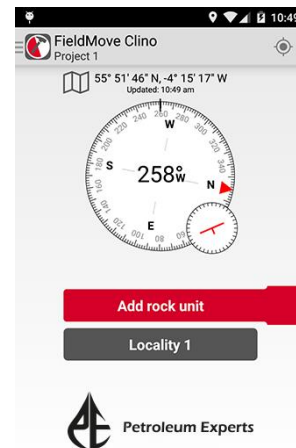 10:49
FieldMove Clino
Project 1
55° 51' 46" N, -4° 15' 17" W
Updated: 10:49 am
W
S
N
E
258°W
Add rock unit
Locality 1
Petroleum Experts